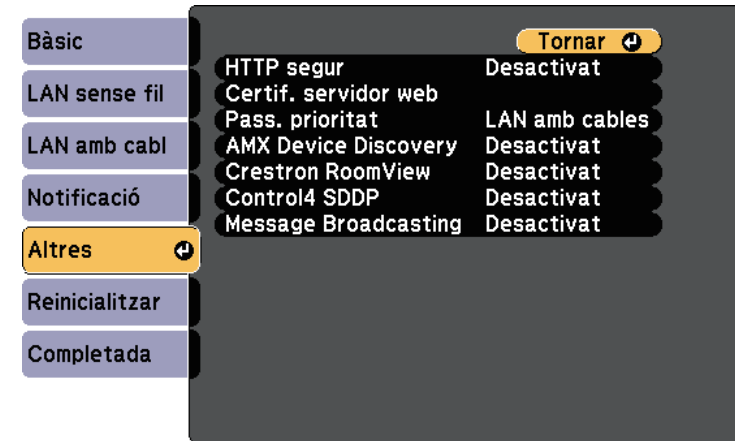 Bàsic
LAN sense fil
LAN amb cabl
Notificació
Altres
Reinicialitzar
Completada
Tornar
HTTP segur Desactivat
Certif. servidor web
Pass. prioritat LAN amb cables
AMX Device Discovery Desactivat
Crestron RoomView Desactivat
Control4 SDDP Desactivat
Message Broadcasting Desactivat